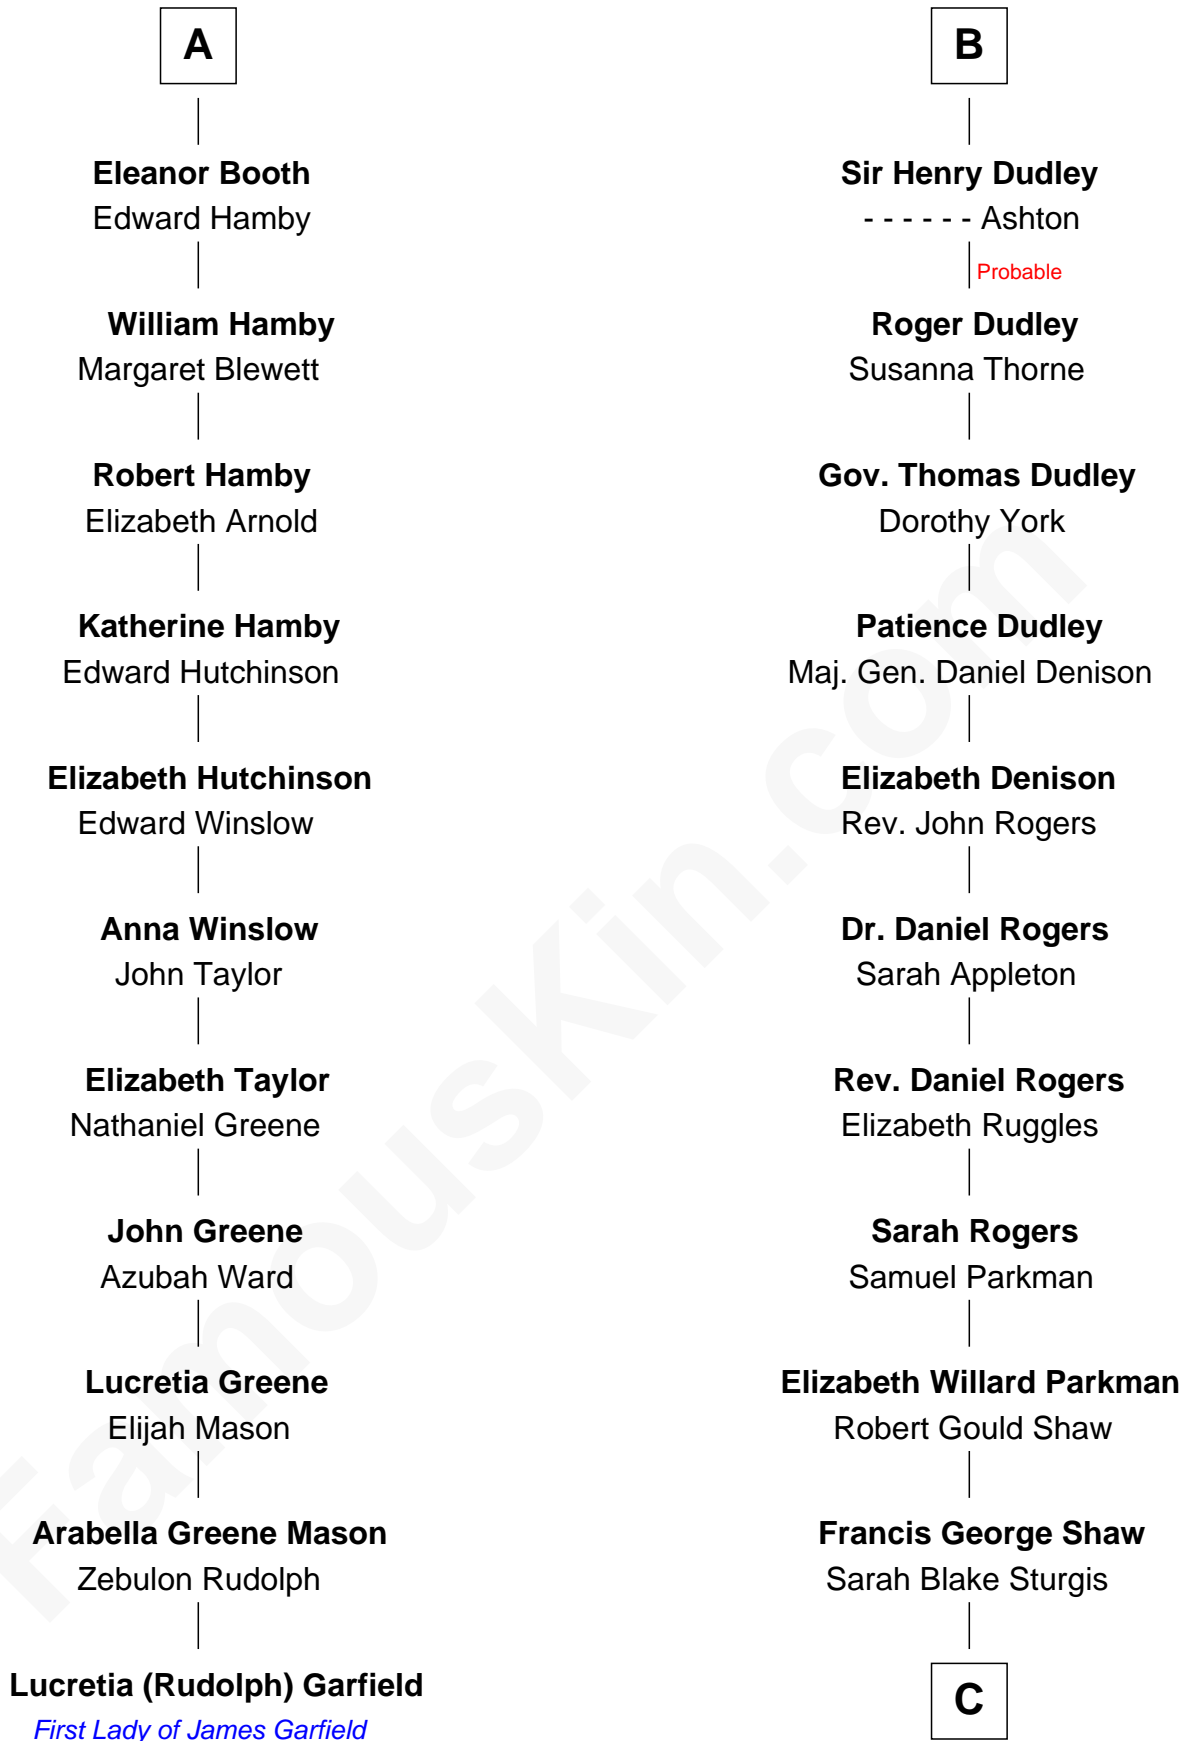 A
Eleanor Booth
Edward Hamby
William Hamby
Margaret Blewett
Robert Hamby
Elizabeth Arnold
Katherine Hamby
Edward Hutchinson
Elizabeth Hutchinson
Edward Winslow
Anna Winslow
John Taylor
Elizabeth Taylor
Nathaniel Greene
John Greene
Azubah Ward
Lucretia Greene
Elijah Mason
Arabella Greene Mason
Zebulon Rudolph
Lucretia (Rudolph) Garfield
First Lady of James Garfield
B
Sir Henry Dudley
- - - - - - Ashton
Probable
Roger Dudley
Susanna Thorne
Gov. Thomas Dudley
Dorothy York
Patience Dudley
Maj. Gen. Daniel Denison
Elizabeth Denison
Rev. John Rogers
Dr. Daniel Rogers
Sarah Appleton
Rev. Daniel Rogers
Elizabeth Ruggles
Sarah Rogers
Samuel Parkman
Elizabeth Willard Parkman
Robert Gould Shaw
Francis George Shaw
Sarah Blake Sturgis
C
FamousKin.com